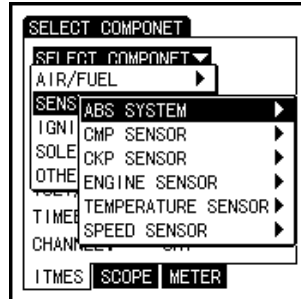 SELECT COMPONET
SELECT COMPONET
AIR/FUEL
SENS
ABS SYSTEM
IGNI
CMP SENSOR
SOLE
CKP SENSOR
OTHE
ENGINE SENSOR
TEMPERATURE SENSOR
TIMEB
SPEED SENSOR
CHANNEL
ITMES SCOPE METER